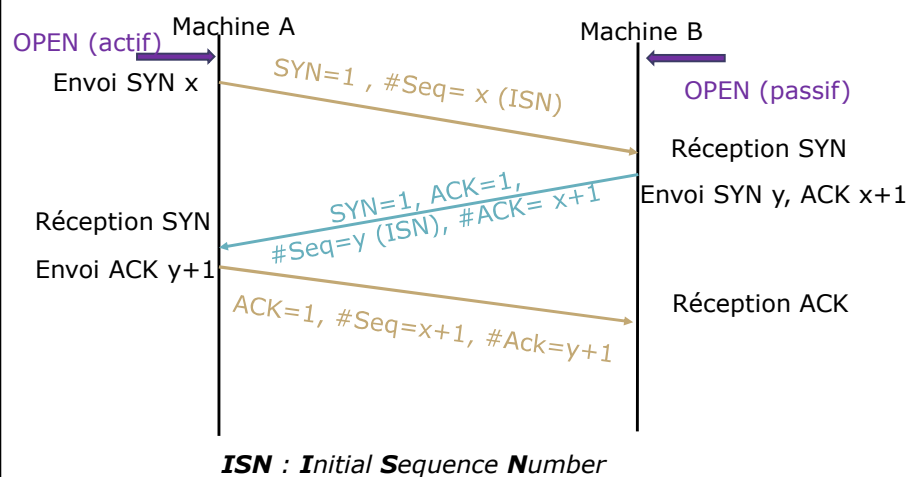 Machine A
Machine B
OPEN (actif)
OPEN (passif)
Envoi SYN x
SYN=1 , #Seq= x (ISN)
Réception SYN
Envoi SYN y, ACK x+1
SYN=1, ACK=1,
#Seq=y (ISN), #ACK= x+1
Réception SYN
Envoi ACK y+1
ACK=1, #Seq=x+1, #Ack=y+1
Réception ACK
ISN : Initial Sequence Number